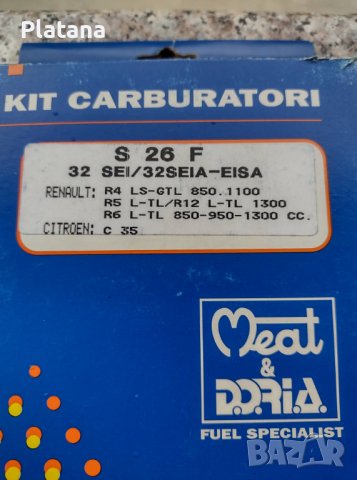 Platana
KIT CARBURATORI
S 26 F
32 SEI/32SEIA-EISA
RENAULT: R4 LS-GTL 850.1100
R5 L-TL/R12 L-TL 1300
R6 L-TL 850-950-1300 CC.
CITROEN: C 35
Meat
&
D.O.R.I.A.
FUEL SPECIALIST
BAZAR